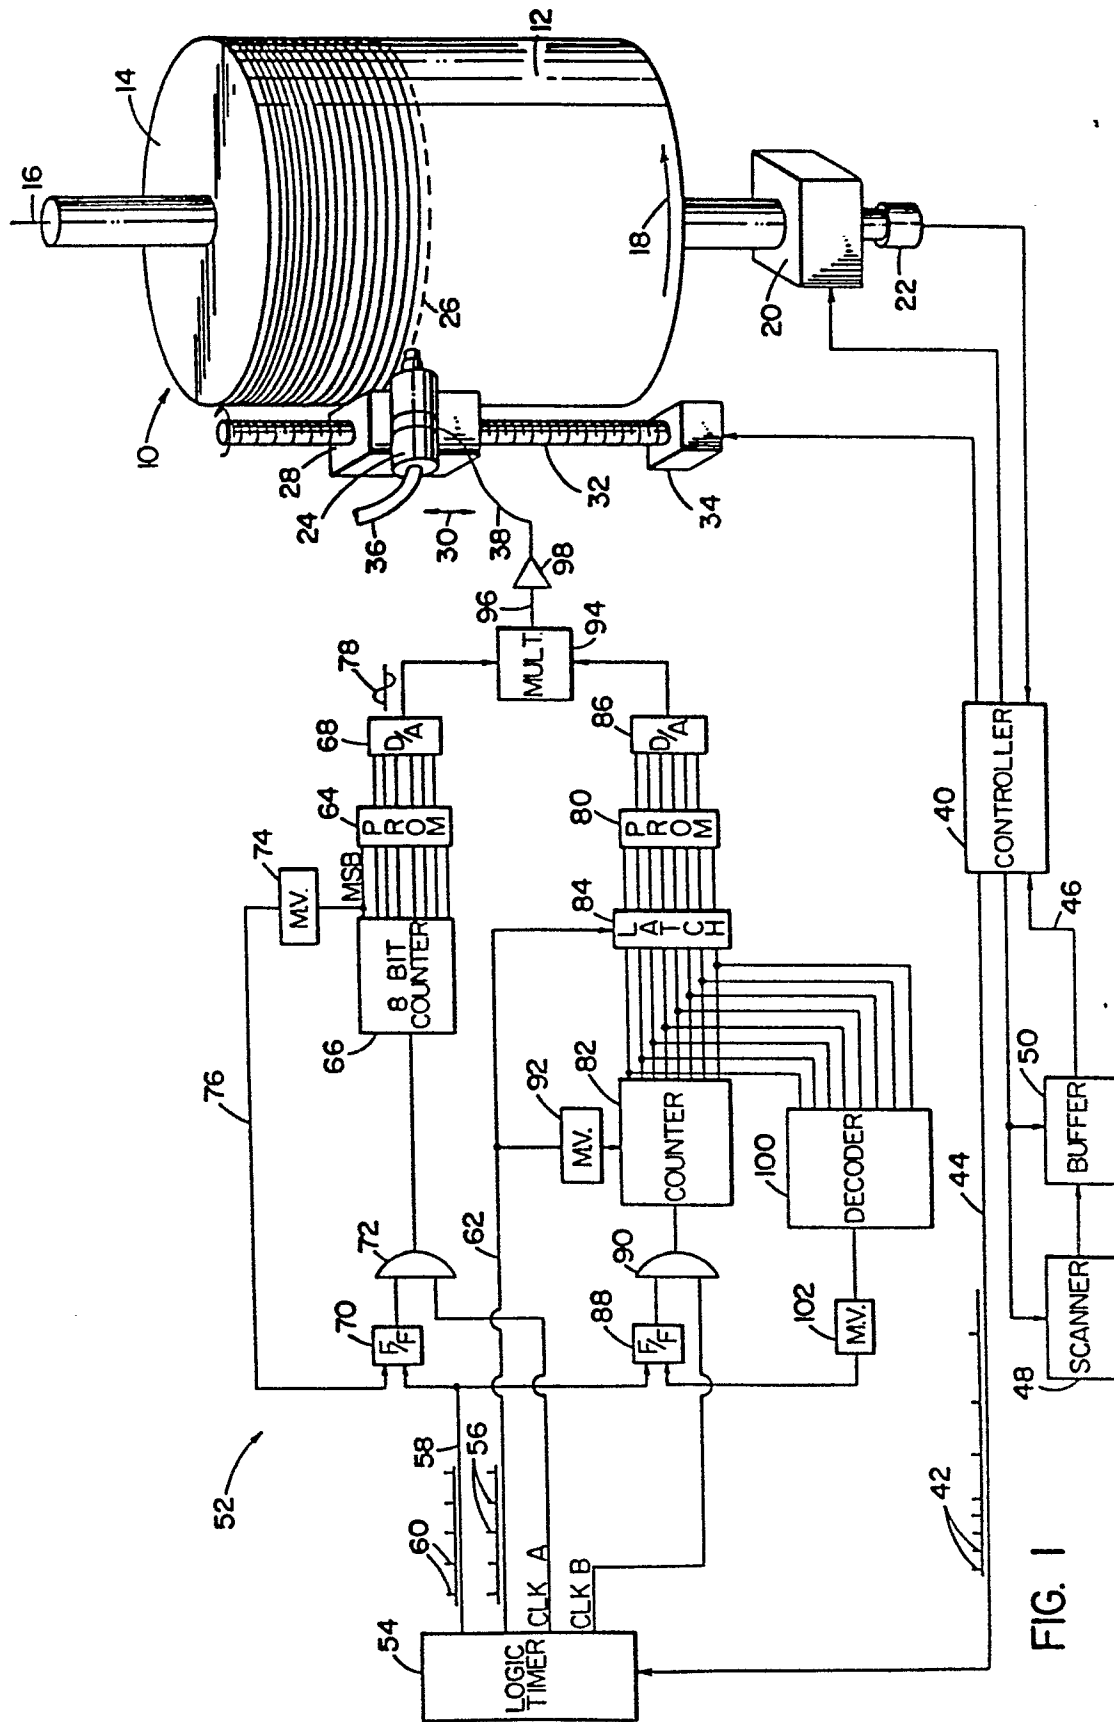 52
54
LOGIC
TIMER
60
58
56
CLK A
CLK B
42
44
62
76
70
F/F
72
66
8 BIT
COUNTER
74
M.V.
MSB
64
PROM
68
D/A
78
88
F/F
90
92
M.V.
82
COUNTER
84
LATCH
80
PROM
86
D/A
102
M.V.
100
DECODER
MULT.
94
96
98
38
30
36
24
28
10
32
34
26
14
16
12
18
20
22
40
CONTROLLER
46
50
BUFFER
SCANNER
48
FIG. 1